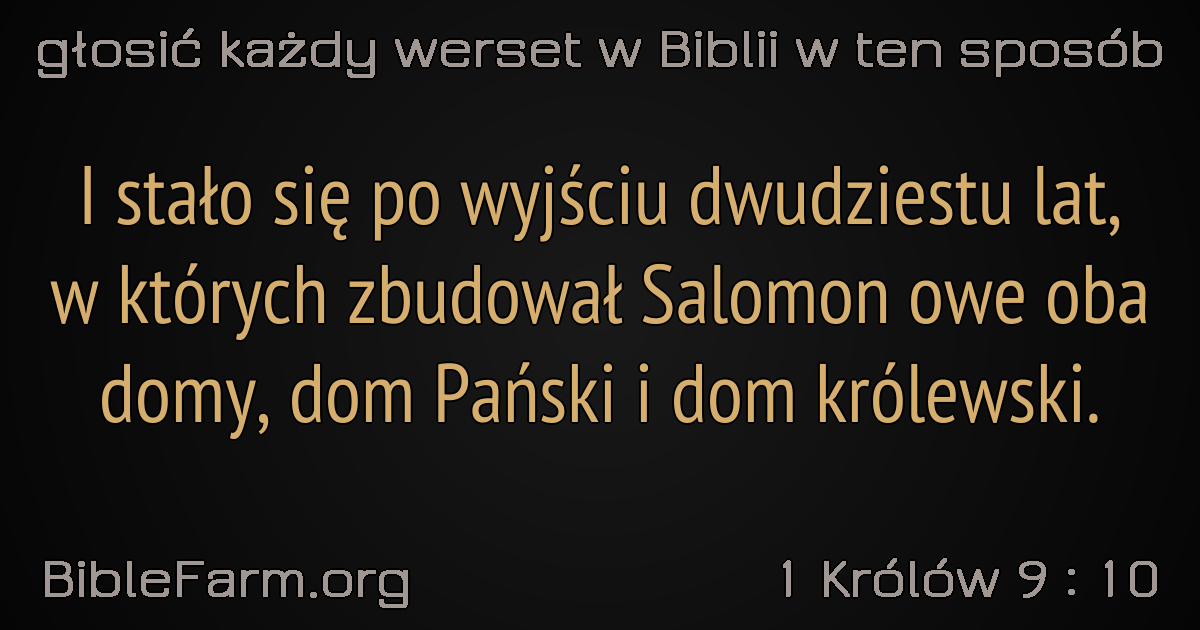 głosić każdy werset w Biblii w ten sposób
I stało się po wyjściu dwudziestu lat,
w których zbudował Salomon owe oba
domy, dom Pański i dom królewski.
BibleFarm.org
1 Królów 9 : 10